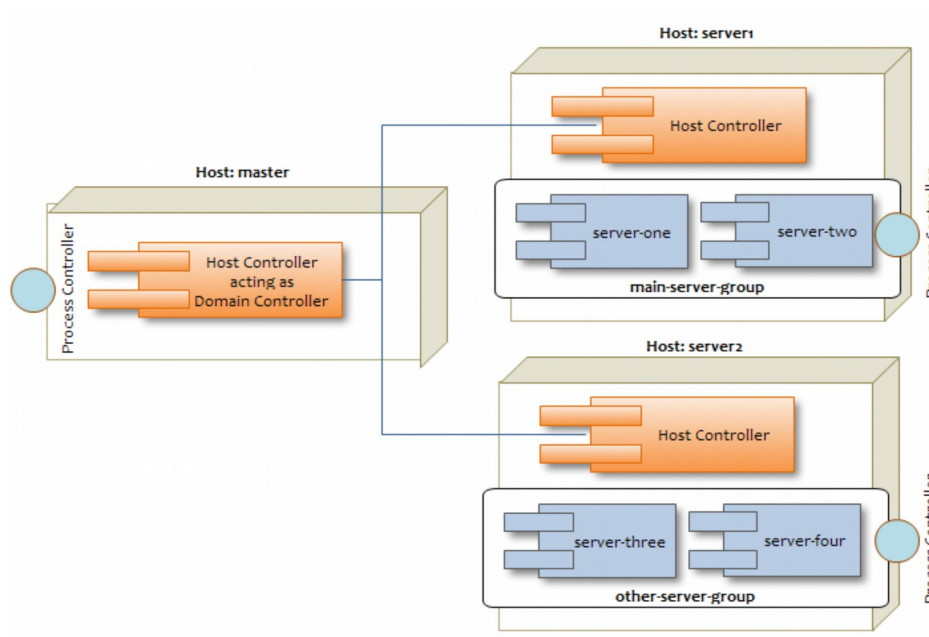 Host: server1
Host Controller
Host: master
Process Controller
Host Controller
acting as
Domain Controller
server-one
server-two
main-server-group
Host: server2
Host Controller
server-three
server-four
other-server-group